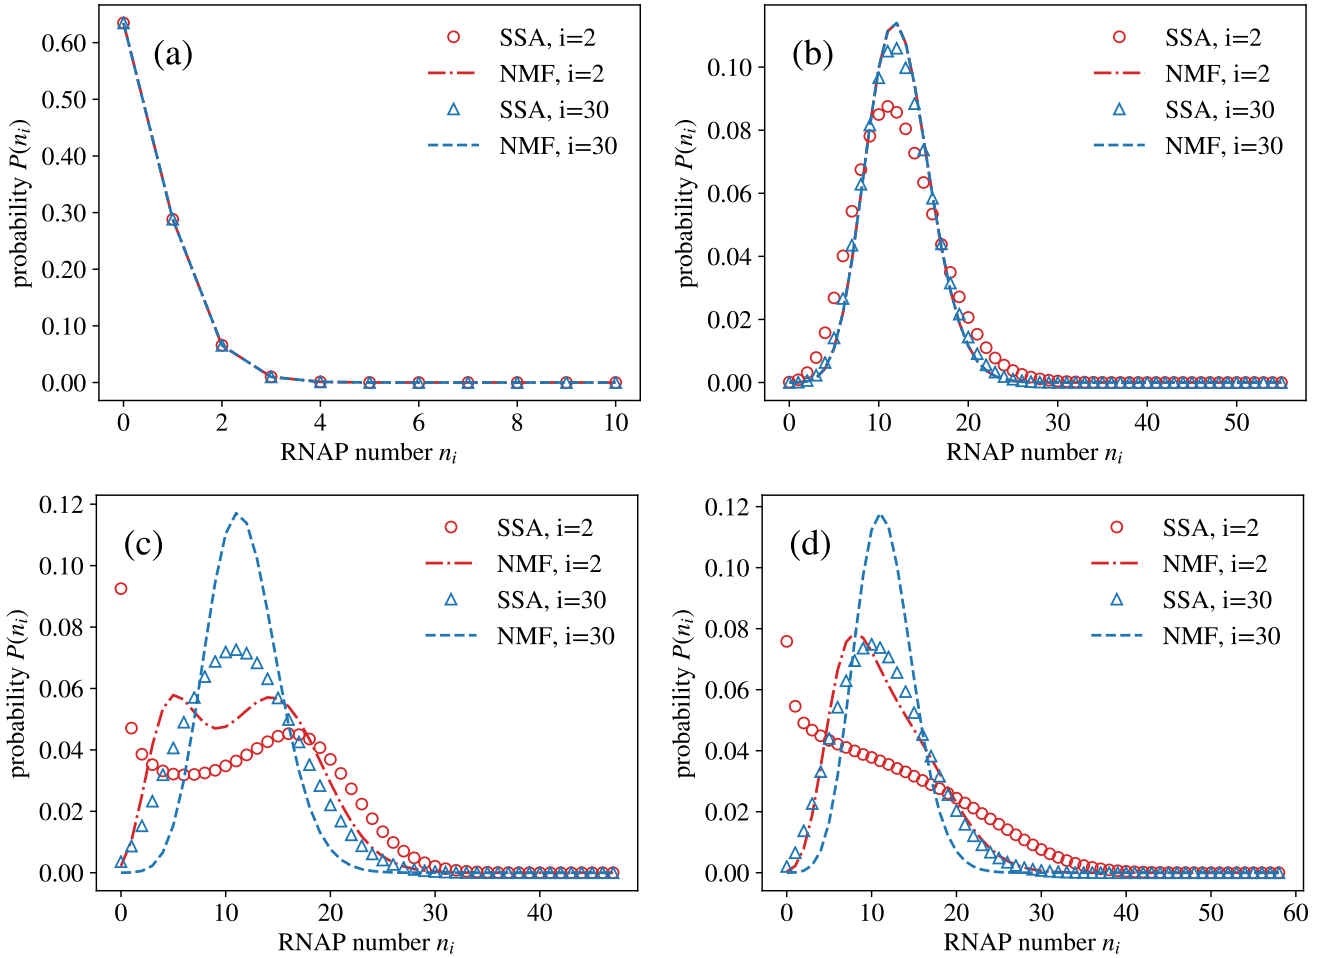 (a)
SSA, i=2
NMF, i=2
SSA, i=30
NMF, i=30
0.60
0.50
0.40
0.30
0.20
0.10
0.00
probability P(n_i)
0 2 4 6 8 10
RNAP number n_i
(b)
SSA, i=2
NMF, i=2
SSA, i=30
NMF, i=30
0.10
0.08
0.06
0.04
0.02
0.00
probability P(n_i)
0 10 20 30 40 50
RNAP number n_i
(c)
SSA, i=2
NMF, i=2
SSA, i=30
NMF, i=30
0.12
0.10
0.08
0.06
0.04
0.02
0.00
probability P(n_i)
0 10 20 30 40
RNAP number n_i
(d)
SSA, i=2
NMF, i=2
SSA, i=30
NMF, i=30
0.12
0.10
0.08
0.06
0.04
0.02
0.00
probability P(n_i)
0 10 20 30 40 50 60
RNAP number n_i